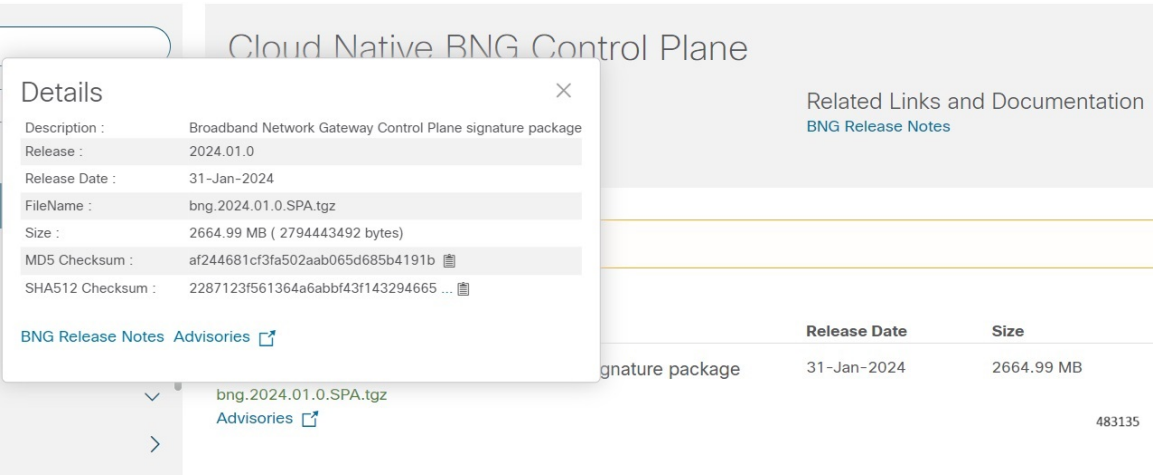 Cloud Native BNG Control Plane
Details
Description : Broadband Network Gateway Control Plane signature package
Release : 2024.01.0
Release Date : 31-Jan-2024
FileName : bng.2024.01.0.SPA.tgz
Size : 2664.99 MB ( 2794443492 bytes)
MD5 Checksum : af244681cf3fa502aab065d685b4191b
SHA512 Checksum : 2287123f561364a6abbf43f143294665 ...
BNG Release Notes Advisories
Related Links and Documentation
BNG Release Notes
Release Date Size
gnature package 31-Jan-2024 2664.99 MB
bng.2024.01.0.SPA.tgz
Advisories
483135